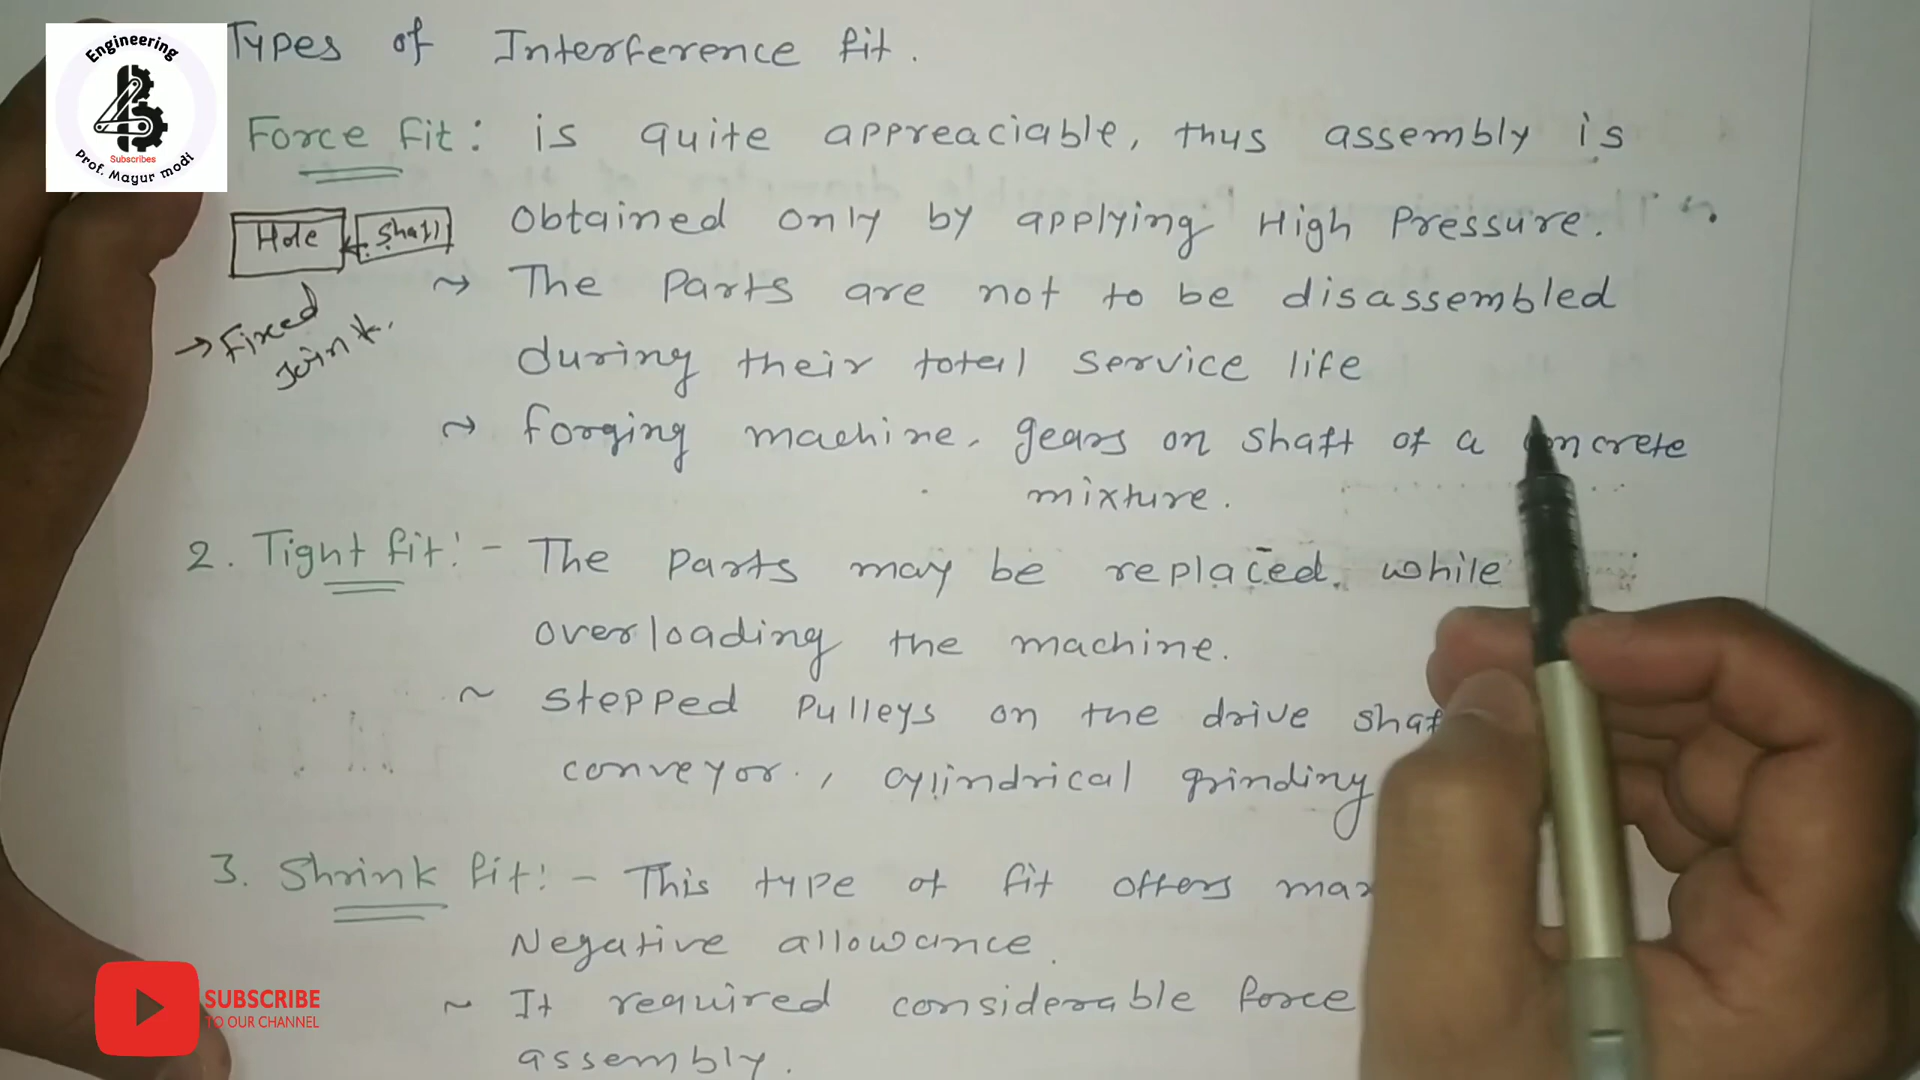 Engineering
Subscribes
Prof. Mayur modi
Types of Interference fit.
Force fit: is quite appreaciable, thus assembly is
obtained only by applying High Pressure.
Hole
shaft
→ Fixed
Joint.
~> The Parts are not to be disassembled
during their total service life
~> forging machine, gears on shaft of a concrete
mixture.
2. Tight fit:- The Parts may be replaced. while
overloading the machine.
~ stepped Pulleys on the drive
conveyor, cylindrical grinding
3. Shrink fit:- This type of fit offers
Negative allowance.
~ It required considerable force
assembly.
SUBSCRIBE
TO OUR CHANNEL